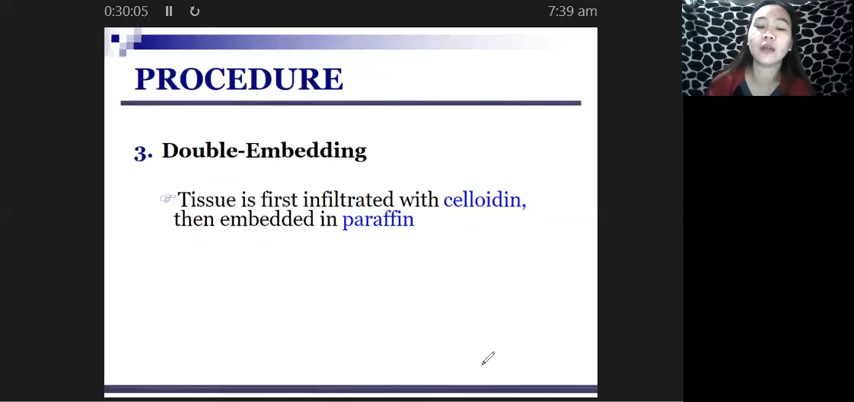 0:30:05
7:39 am
PROCEDURE
3. Double-Embedding
Tissue is first infiltrated with celloidin,
then embedded in paraffin